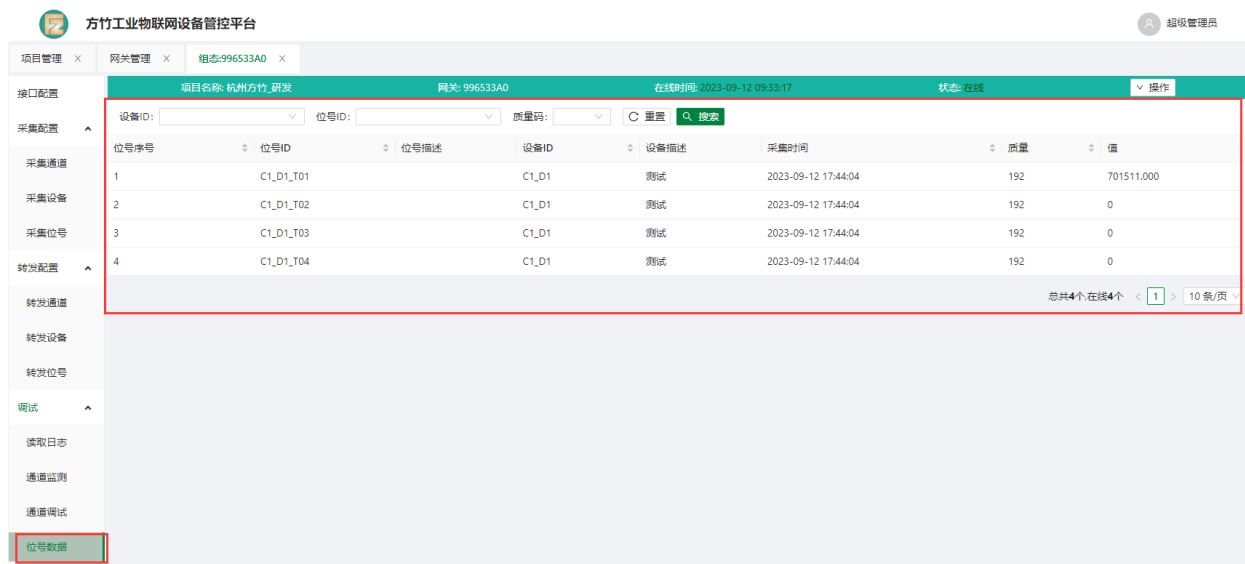 方竹工业物联网设备管控平台
超级管理员
项目管理 × 网关管理 × 组态:996533A0 ×
项目名称: 杭州方竹_研发 网关: 996533A0 在线时间: 2023-09-12 09:33:17 状态: 在线 操作
接口配置
采集配置
采集通道
采集设备
采集位号
转发配置
转发通道
转发设备
转发位号
调试
读取日志
通道监测
通道调试
位号数据
设备ID: 位号ID: 质量码: 重置 搜索
位号序号 位号ID 位号描述 设备ID 设备描述 采集时间 质量 值
1 C1_D1_T01 C1_D1 测试 2023-09-12 17:44:04 192 701511.000
2 C1_D1_T02 C1_D1 测试 2023-09-12 17:44:04 192 0
3 C1_D1_T03 C1_D1 测试 2023-09-12 17:44:04 192 0
4 C1_D1_T04 C1_D1 测试 2023-09-12 17:44:04 192 0
总共4个,在线4个 < 1 > 10 条/页